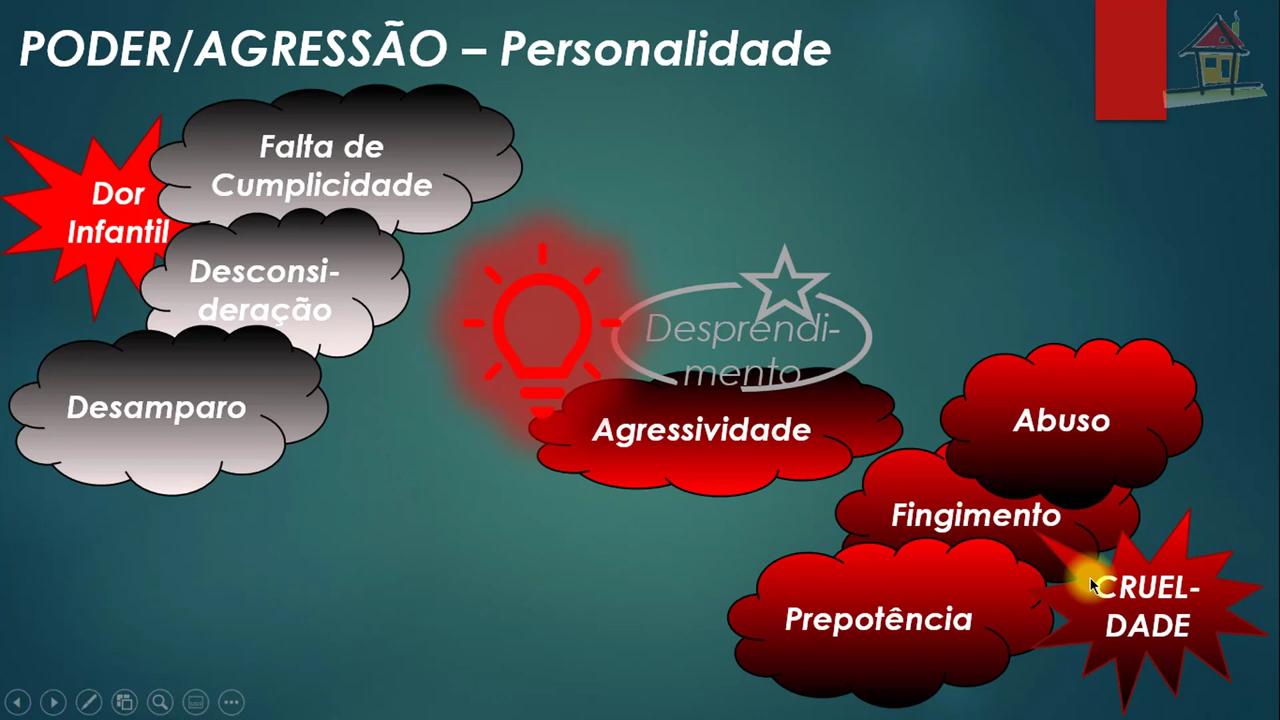 PODER/AGRESSÃO – Personalidade
Falta de
Cumplicidade
Dor
Infantil
Desconsi-
deração
Desamparo
Desprendi-
mento
Agressividade
Abuso
Fingimento
Prepotência
CRUEL-
DADE